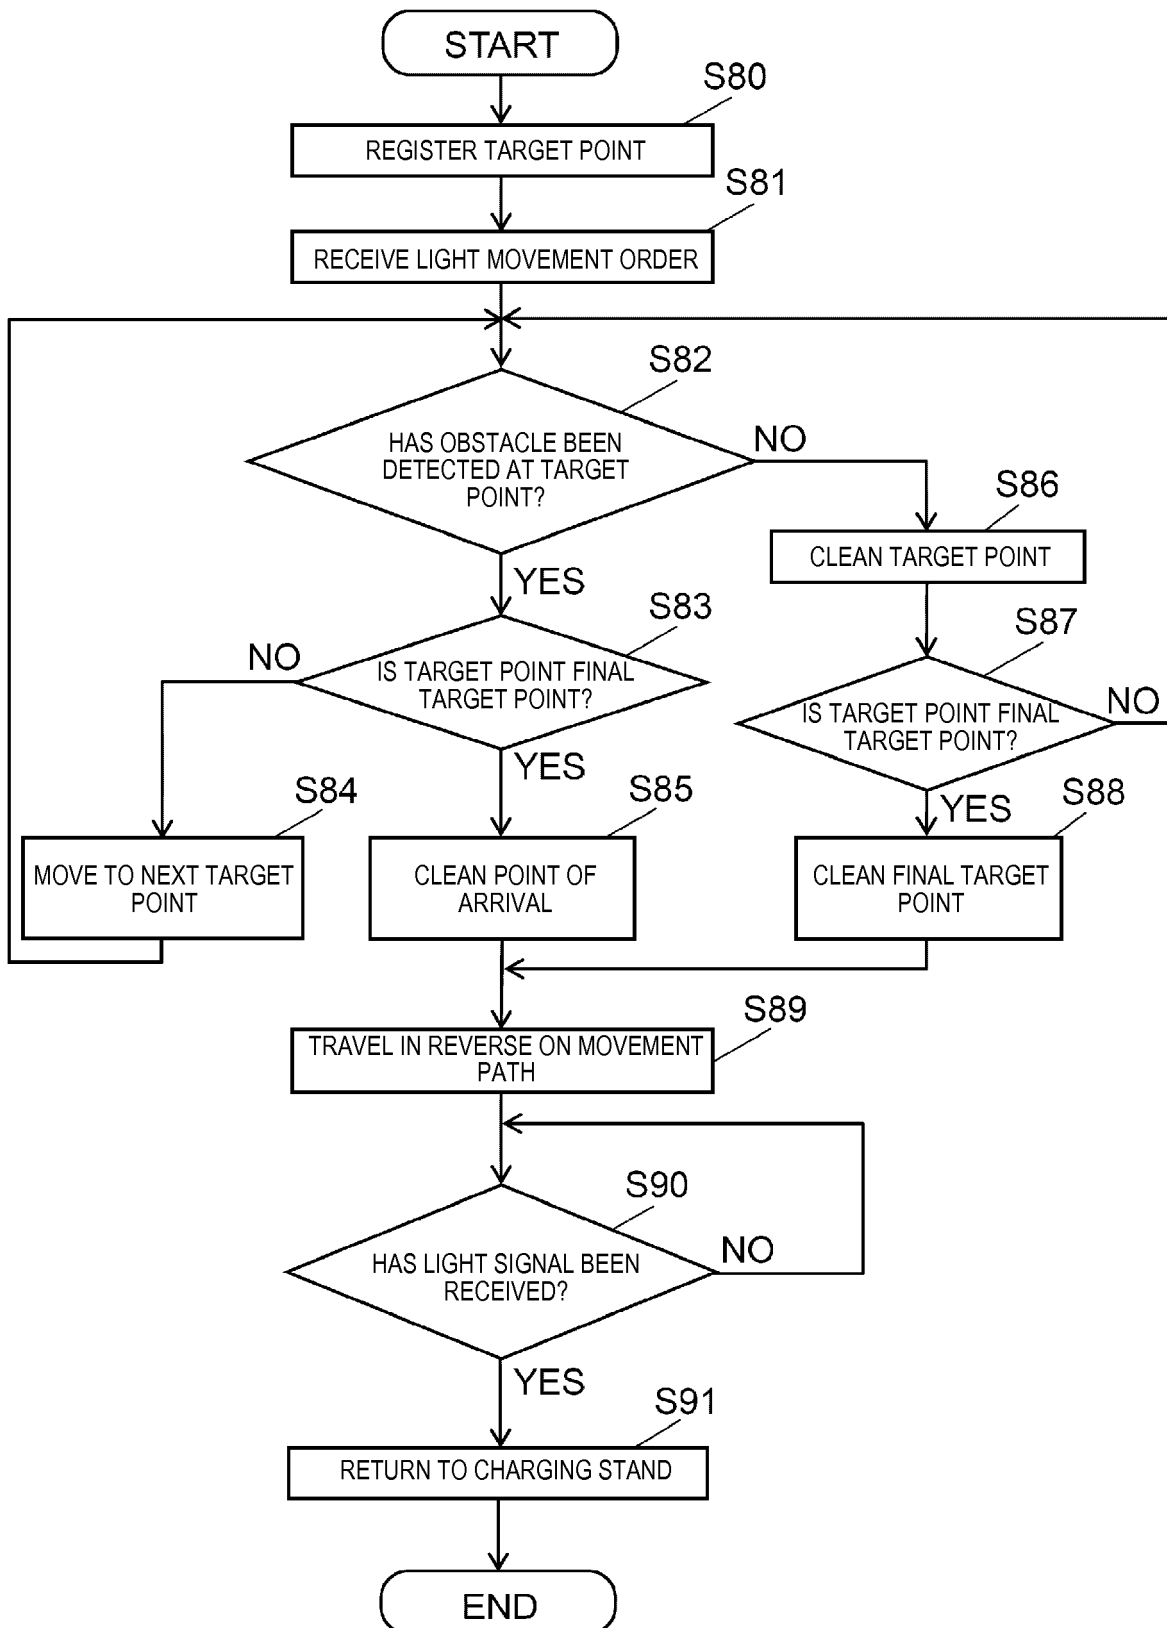 START
S80
REGISTER TARGET POINT
S81
RECEIVE LIGHT MOVEMENT ORDER
S82
HAS OBSTACLE BEEN
DETECTED AT TARGET
POINT?
NO
YES
S86
CLEAN TARGET POINT
S83
IS TARGET POINT FINAL
TARGET POINT?
NO
YES
S87
IS TARGET POINT FINAL
TARGET POINT?
NO
YES
S84
MOVE TO NEXT TARGET
POINT
S85
CLEAN POINT OF
ARRIVAL
S88
CLEAN FINAL TARGET
POINT
S89
TRAVEL IN REVERSE ON MOVEMENT
PATH
S90
HAS LIGHT SIGNAL BEEN
RECEIVED?
NO
YES
S91
RETURN TO CHARGING STAND
END